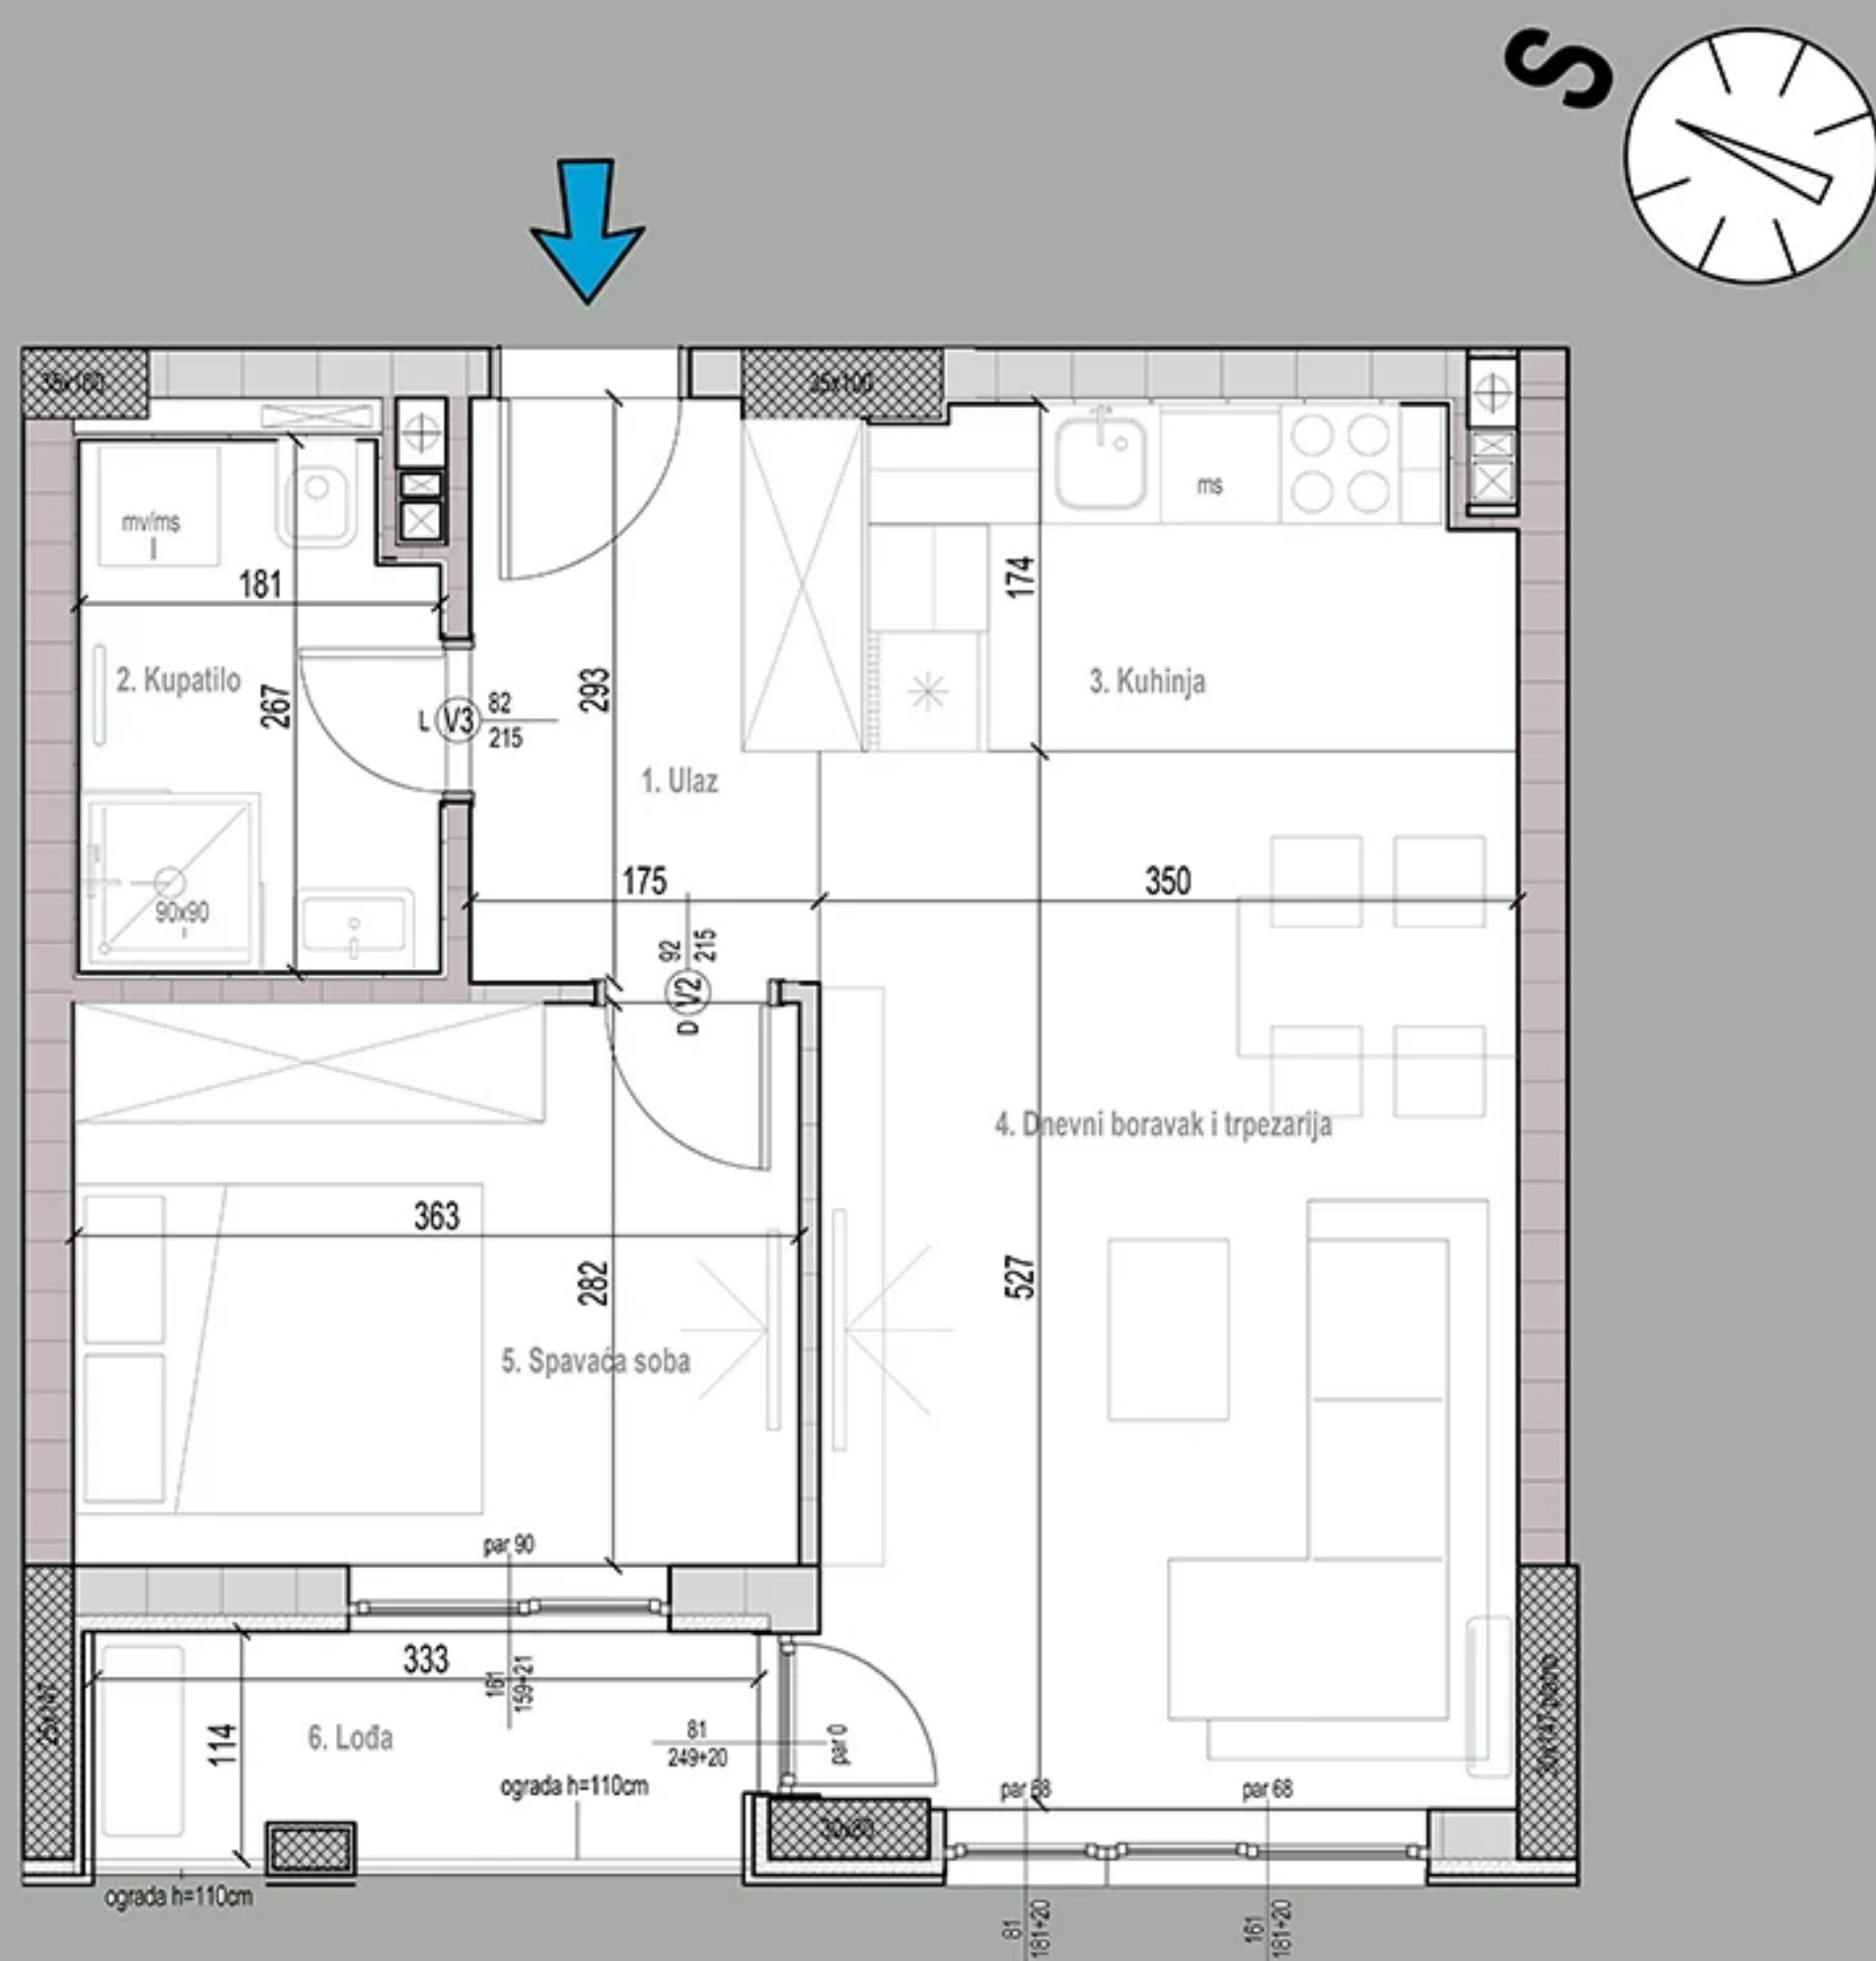 S
35x100
mv/ms
ms
181
174
2. Kupatilo
267
293
3. Kuhinja
L V3 82
215
1. Ulaz
175
350
90x90
92
215
D V2
4. Dnevni boravak i trpezarija
363
282
527
5. Spavaća soba
par 90
333
161
159+21
114
6. Lođa
81
249+20
par 0
ograda h=110cm
par 68
par 68
30x80
ograda h=110cm
81
181+20
161
181+20